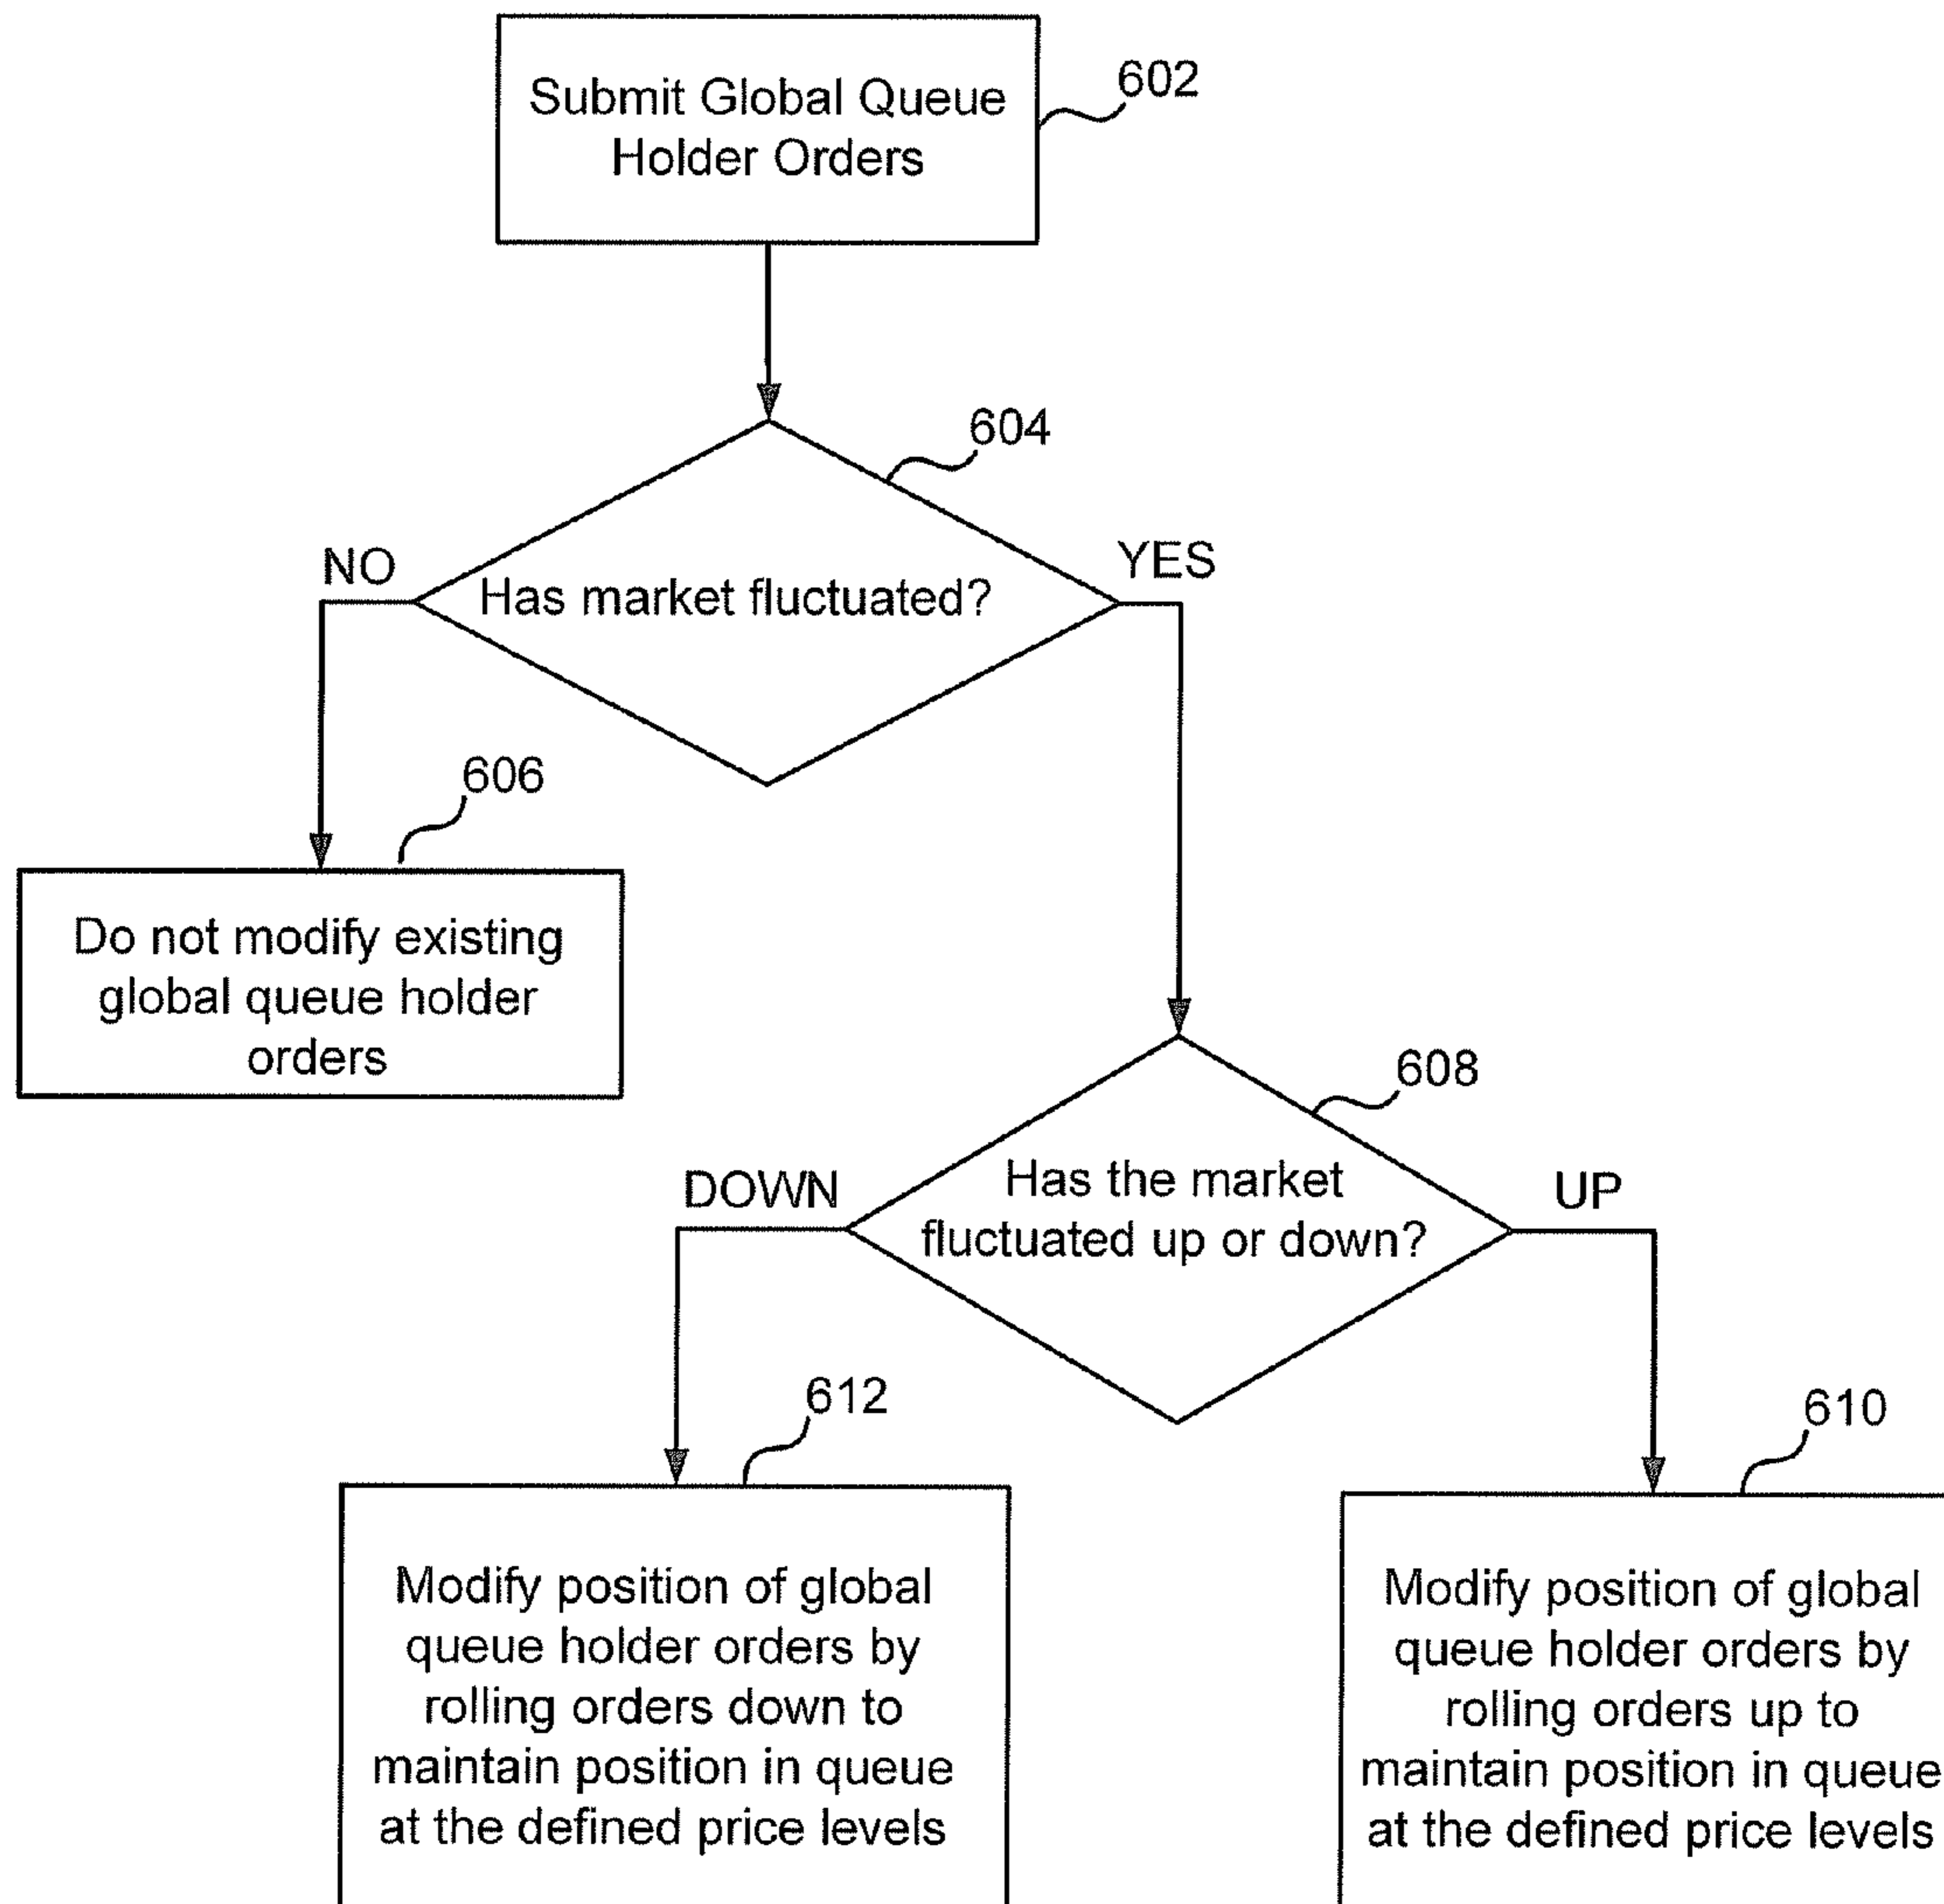 Submit Global Queue
Holder Orders
602
604
NO
YES
Has market fluctuated?
606
Do not modify existing
global queue holder
orders
608
Has the market
fluctuated up or down?
DOWN
UP
612
610
Modify position of global
queue holder orders by
rolling orders down to
maintain position in queue
at the defined price levels
Modify position of global
queue holder orders by
rolling orders up to
maintain position in queue
at the defined price levels